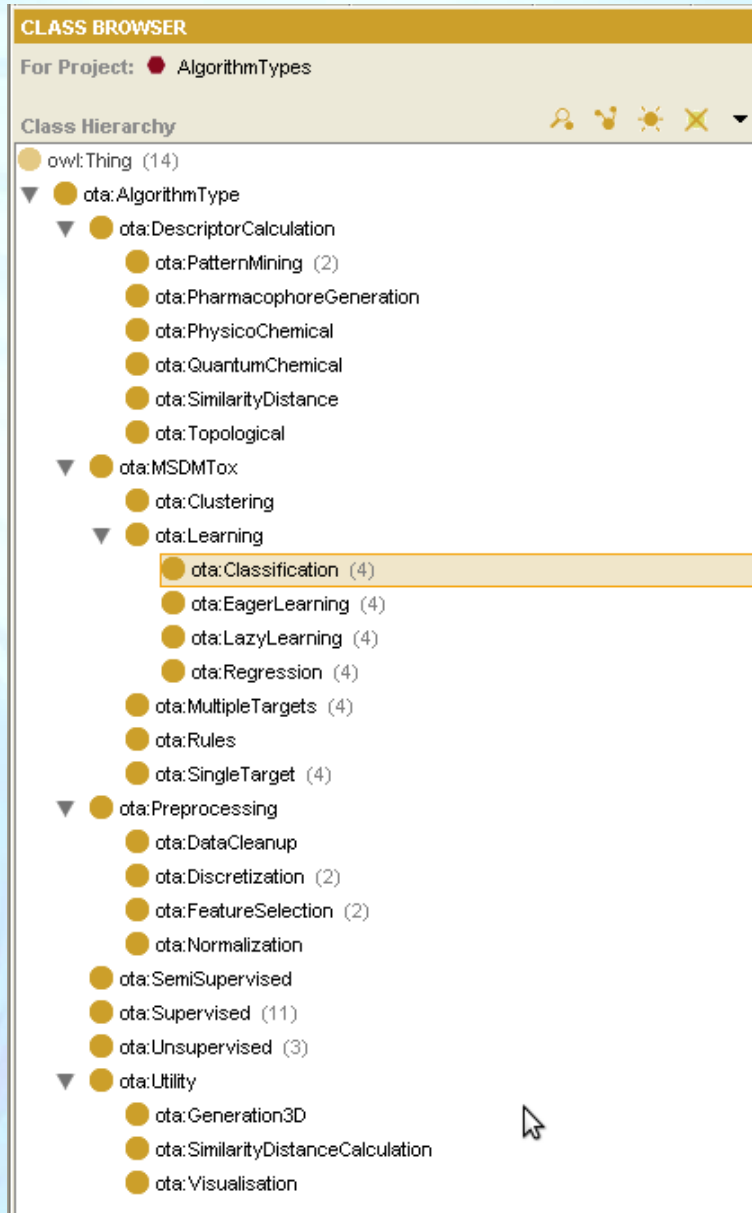 CLASS BROWSER
For Project: AlgorithmTypes
Class Hierarchy
owl:Thing (14)
ota:AlgorithmType
ota:DescriptorCalculation
ota:PatternMining (2)
ota:PharmacophoreGeneration
ota:PhysicoChemical
ota:QuantumChemical
ota:SimilarityDistance
ota:Topological
ota:MSDMTox
ota:Clustering
ota:Learning
ota:Classification (4)
ota:EagerLearning (4)
ota:LazyLearning (4)
ota:Regression (4)
ota:MultipleTargets (4)
ota:Rules
ota:SingleTarget (4)
ota:Preprocessing
ota:DataCleanup
ota:Discretization (2)
ota:FeatureSelection (2)
ota:Normalization
ota:SemiSupervised
ota:Supervised (11)
ota:Unsupervised (3)
ota:Utility
ota:Generation3D
ota:SimilarityDistanceCalculation
ota:Visualisation